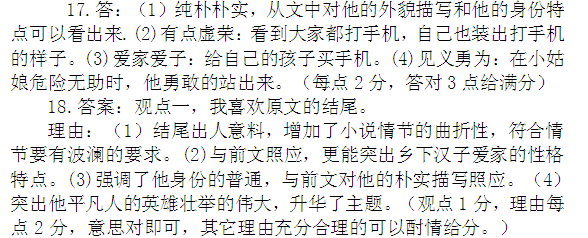 17.答：（1）纯朴朴实，从文中对他的外貌描写和他的身份特
点可以看出来.(2)有点虚荣：看到大家都打手机，自己也装出打手机
的样子。(3)爱家爱子：给自己的孩子买手机。(4)见义勇为：在小姑
娘危险无助时，他勇敢的站出来。（每点2分，答对3点给满分）
18.答案：观点一，我喜欢原文的结尾。
理由：（1）结尾出人意料，增加了小说情节的曲折性，符合情
节要有波澜的要求。(2)与前文照应，更能突出乡下汉子爱家的性格
特点。(3)强调了他身份的普通，与前文对他的朴实描写照应。（4）
突出他平凡人的英雄壮举的伟大，升华了主题。（观点1分，理由每
点2分，意思对即可，其它理由充分合理的可以酌情给分。）